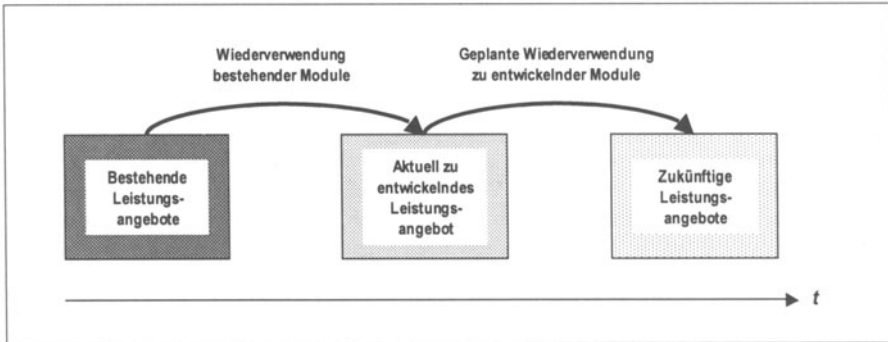 Wiederverwendung
bestehender Module
Geplante Wiederverwendung
zu entwickelnder Module
Bestehende
Leistungs-
angebote
Aktuell zu
entwickelndes
Leistungs-
angebot
Zukünftige
Leistungs-
angebote
t